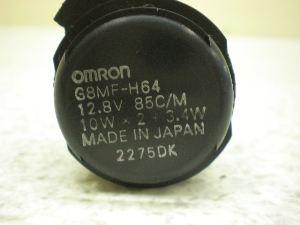 omron
G8MF-H64
12.8V 85C/M
10W × 2 + 3.4W
MADE IN JAPAN
2275DK